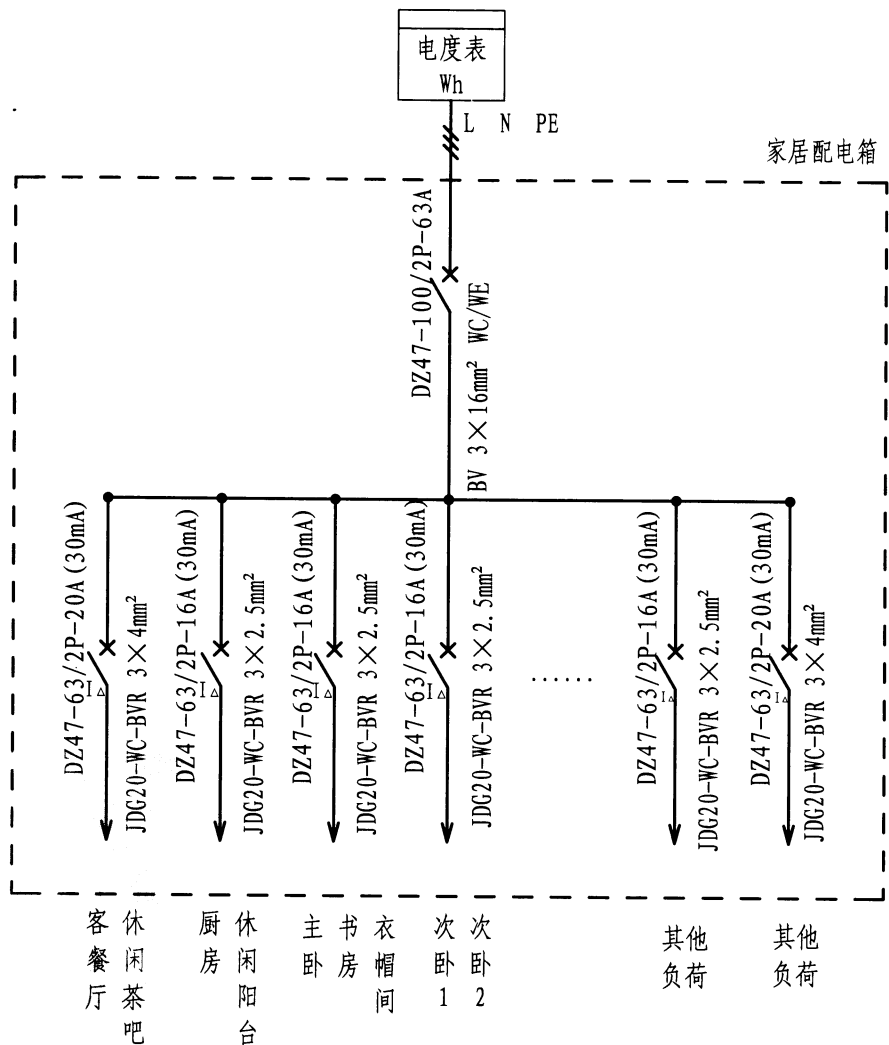 电度表
Wh
L N PE
家居配电箱
DZ47-100/2P-63A
BV 3×16mm² WC/WE
DZ47-63/2P-20A(30mA)
I△
JDG20-WC-BVR 3×4mm²
DZ47-63/2P-16A(30mA)
I△
JDG20-WC-BVR 3×2.5mm²
DZ47-63/2P-16A(30mA)
I△
JDG20-WC-BVR 3×2.5mm²
DZ47-63/2P-16A(30mA)
I△
JDG20-WC-BVR 3×2.5mm²
......
DZ47-63/2P-16A(30mA)
I△
JDG20-WC-BVR 3×2.5mm²
DZ47-63/2P-20A(30mA)
I△
JDG20-WC-BVR 3×4mm²
客餐厅
休闲茶吧
厨房
休闲阳台
主卧
书房
衣帽间
次卧1
次卧2
其他
负荷
其他
负荷